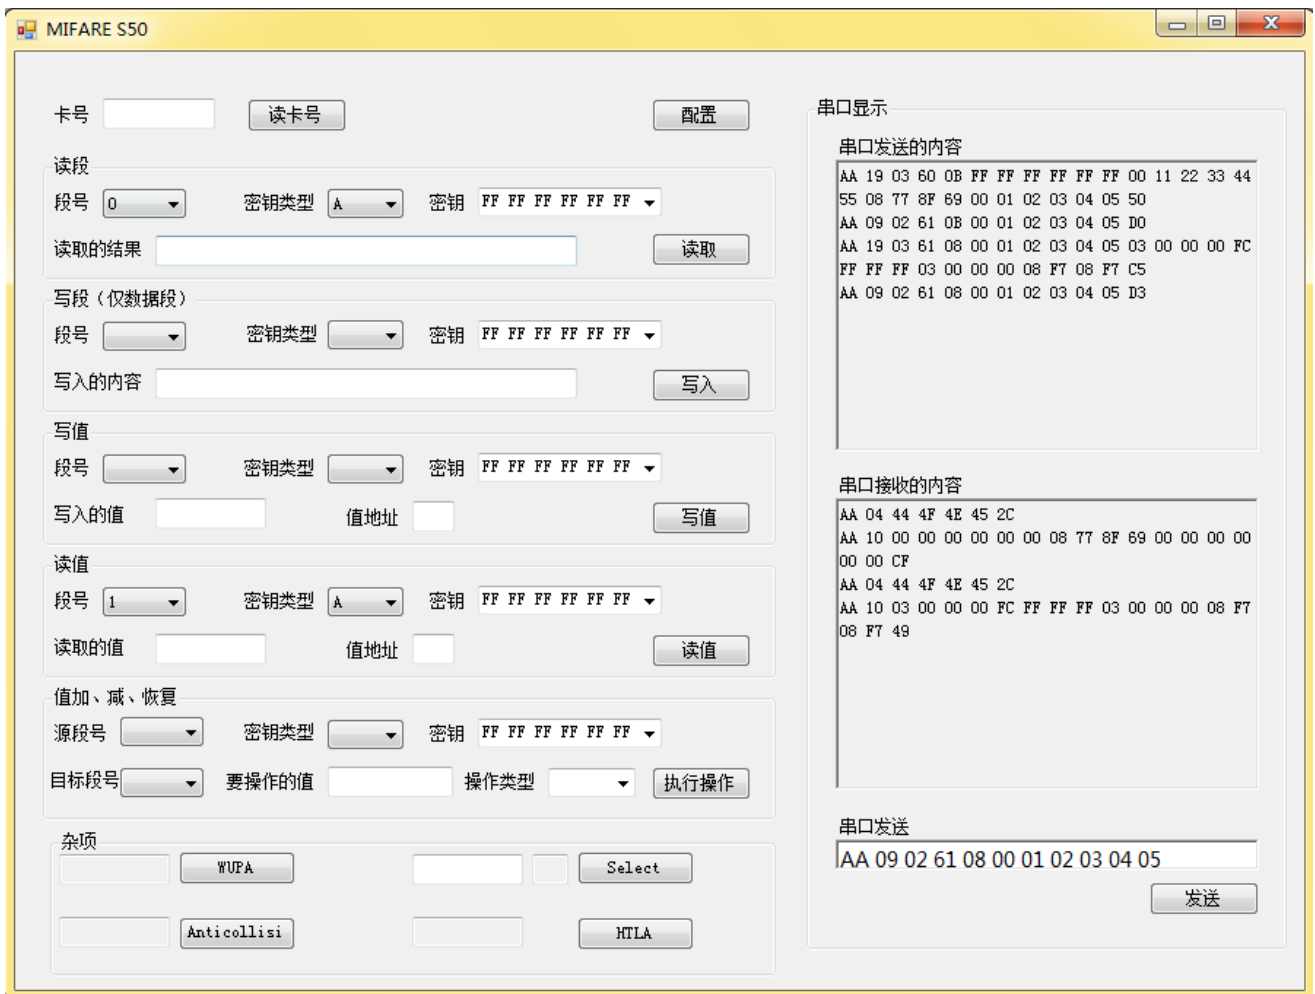 MIFARE S50
卡号 读卡号 配置
读段
段号 0 密钥类型 A 密钥 FF FF FF FF FF FF
读取的结果 读取
写段（仅数据段）
段号 密钥类型 密钥 FF FF FF FF FF FF
写入的内容 写入
写值
段号 密钥类型 密钥 FF FF FF FF FF FF
写入的值 值地址 写值
读值
段号 1 密钥类型 A 密钥 FF FF FF FF FF FF
读取的值 值地址 读值
值加、减、恢复
源段号 密钥类型 密钥 FF FF FF FF FF FF
目标段号 要操作的值 操作类型 执行操作
杂项
WUPA Select
Anticollisi HTLA
串口显示
串口发送的内容
AA 19 03 60 0B FF FF FF FF FF FF 00 11 22 33 44
55 08 77 8F 69 00 01 02 03 04 05 50
AA 09 02 61 0B 00 01 02 03 04 05 D0
AA 19 03 61 08 00 01 02 03 04 05 03 00 00 00 FC
FF FF FF 03 00 00 00 08 F7 08 F7 C5
AA 09 02 61 08 00 01 02 03 04 05 D3
串口接收的内容
AA 04 44 4F 4E 45 2C
AA 10 00 00 00 00 00 00 08 77 8F 69 00 00 00 00
00 00 CF
AA 04 44 4F 4E 45 2C
AA 10 03 00 00 00 FC FF FF FF 03 00 00 00 08 F7
08 F7 49
串口发送
AA 09 02 61 08 00 01 02 03 04 05
发送